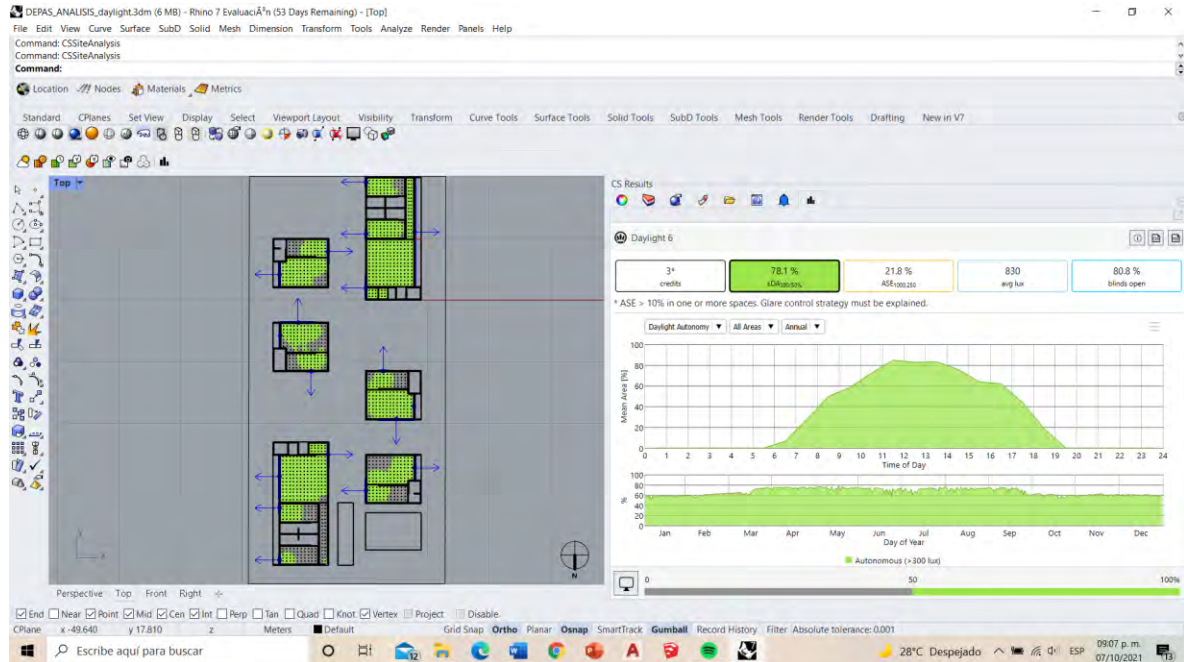 DEPAS_ANALISIS_daylight.3dm (6 MB) - Rhino 7 EvaluaciÃ³n (53 Days Remaining) - [Top]
File Edit View Curve Surface SubD Solid Mesh Dimension Transform Tools Analyze Render Panels Help
Command: CSSiteAnalysis
Command: CSSiteAnalysis
Command:
Location Nodes Materials Metrics
Standard CPlanes Set View Display Select Viewport Layout Visibility Transform Curve Tools Surface Tools Solid Tools SubD Tools Mesh Tools Render Tools Drafting New in V7
Top
CS Results
Daylight 6
3* 78.1 % 21.8 % 830 80.8 %
credits sDA300/50% ASE1000,250 avg lux blinds open
* ASE > 10% in one or more spaces. Glare control strategy must be explained.
Daylight Autonomy All Areas Annual
100
80
60
40
20
0
Mean Area [%]
0 1 2 3 4 5 6 7 8 9 10 11 12 13 14 15 16 17 18 19 20 21 22 23 24
Time of Day
100
80
60
40
20
0
%
Jan Feb Mar Apr May Jun Jul Aug Sep Oct Nov Dec
Day of Year
Autonomous (>300 lux)
0 50 100%
y
x
N
Perspective Top Front Right
End Near Point Mid Cen Int Perp Tan Quad Knot Vertex Project Disable
CPlane x -49.640 y 17.810 z Meters Default Grid Snap Ortho Planar Osnap SmartTrack Gumball Record History Filter Absolute tolerance: 0.001
Escribe aquí para buscar
12
28°C Despejado ESP 09:07 p. m.
07/10/2021
13